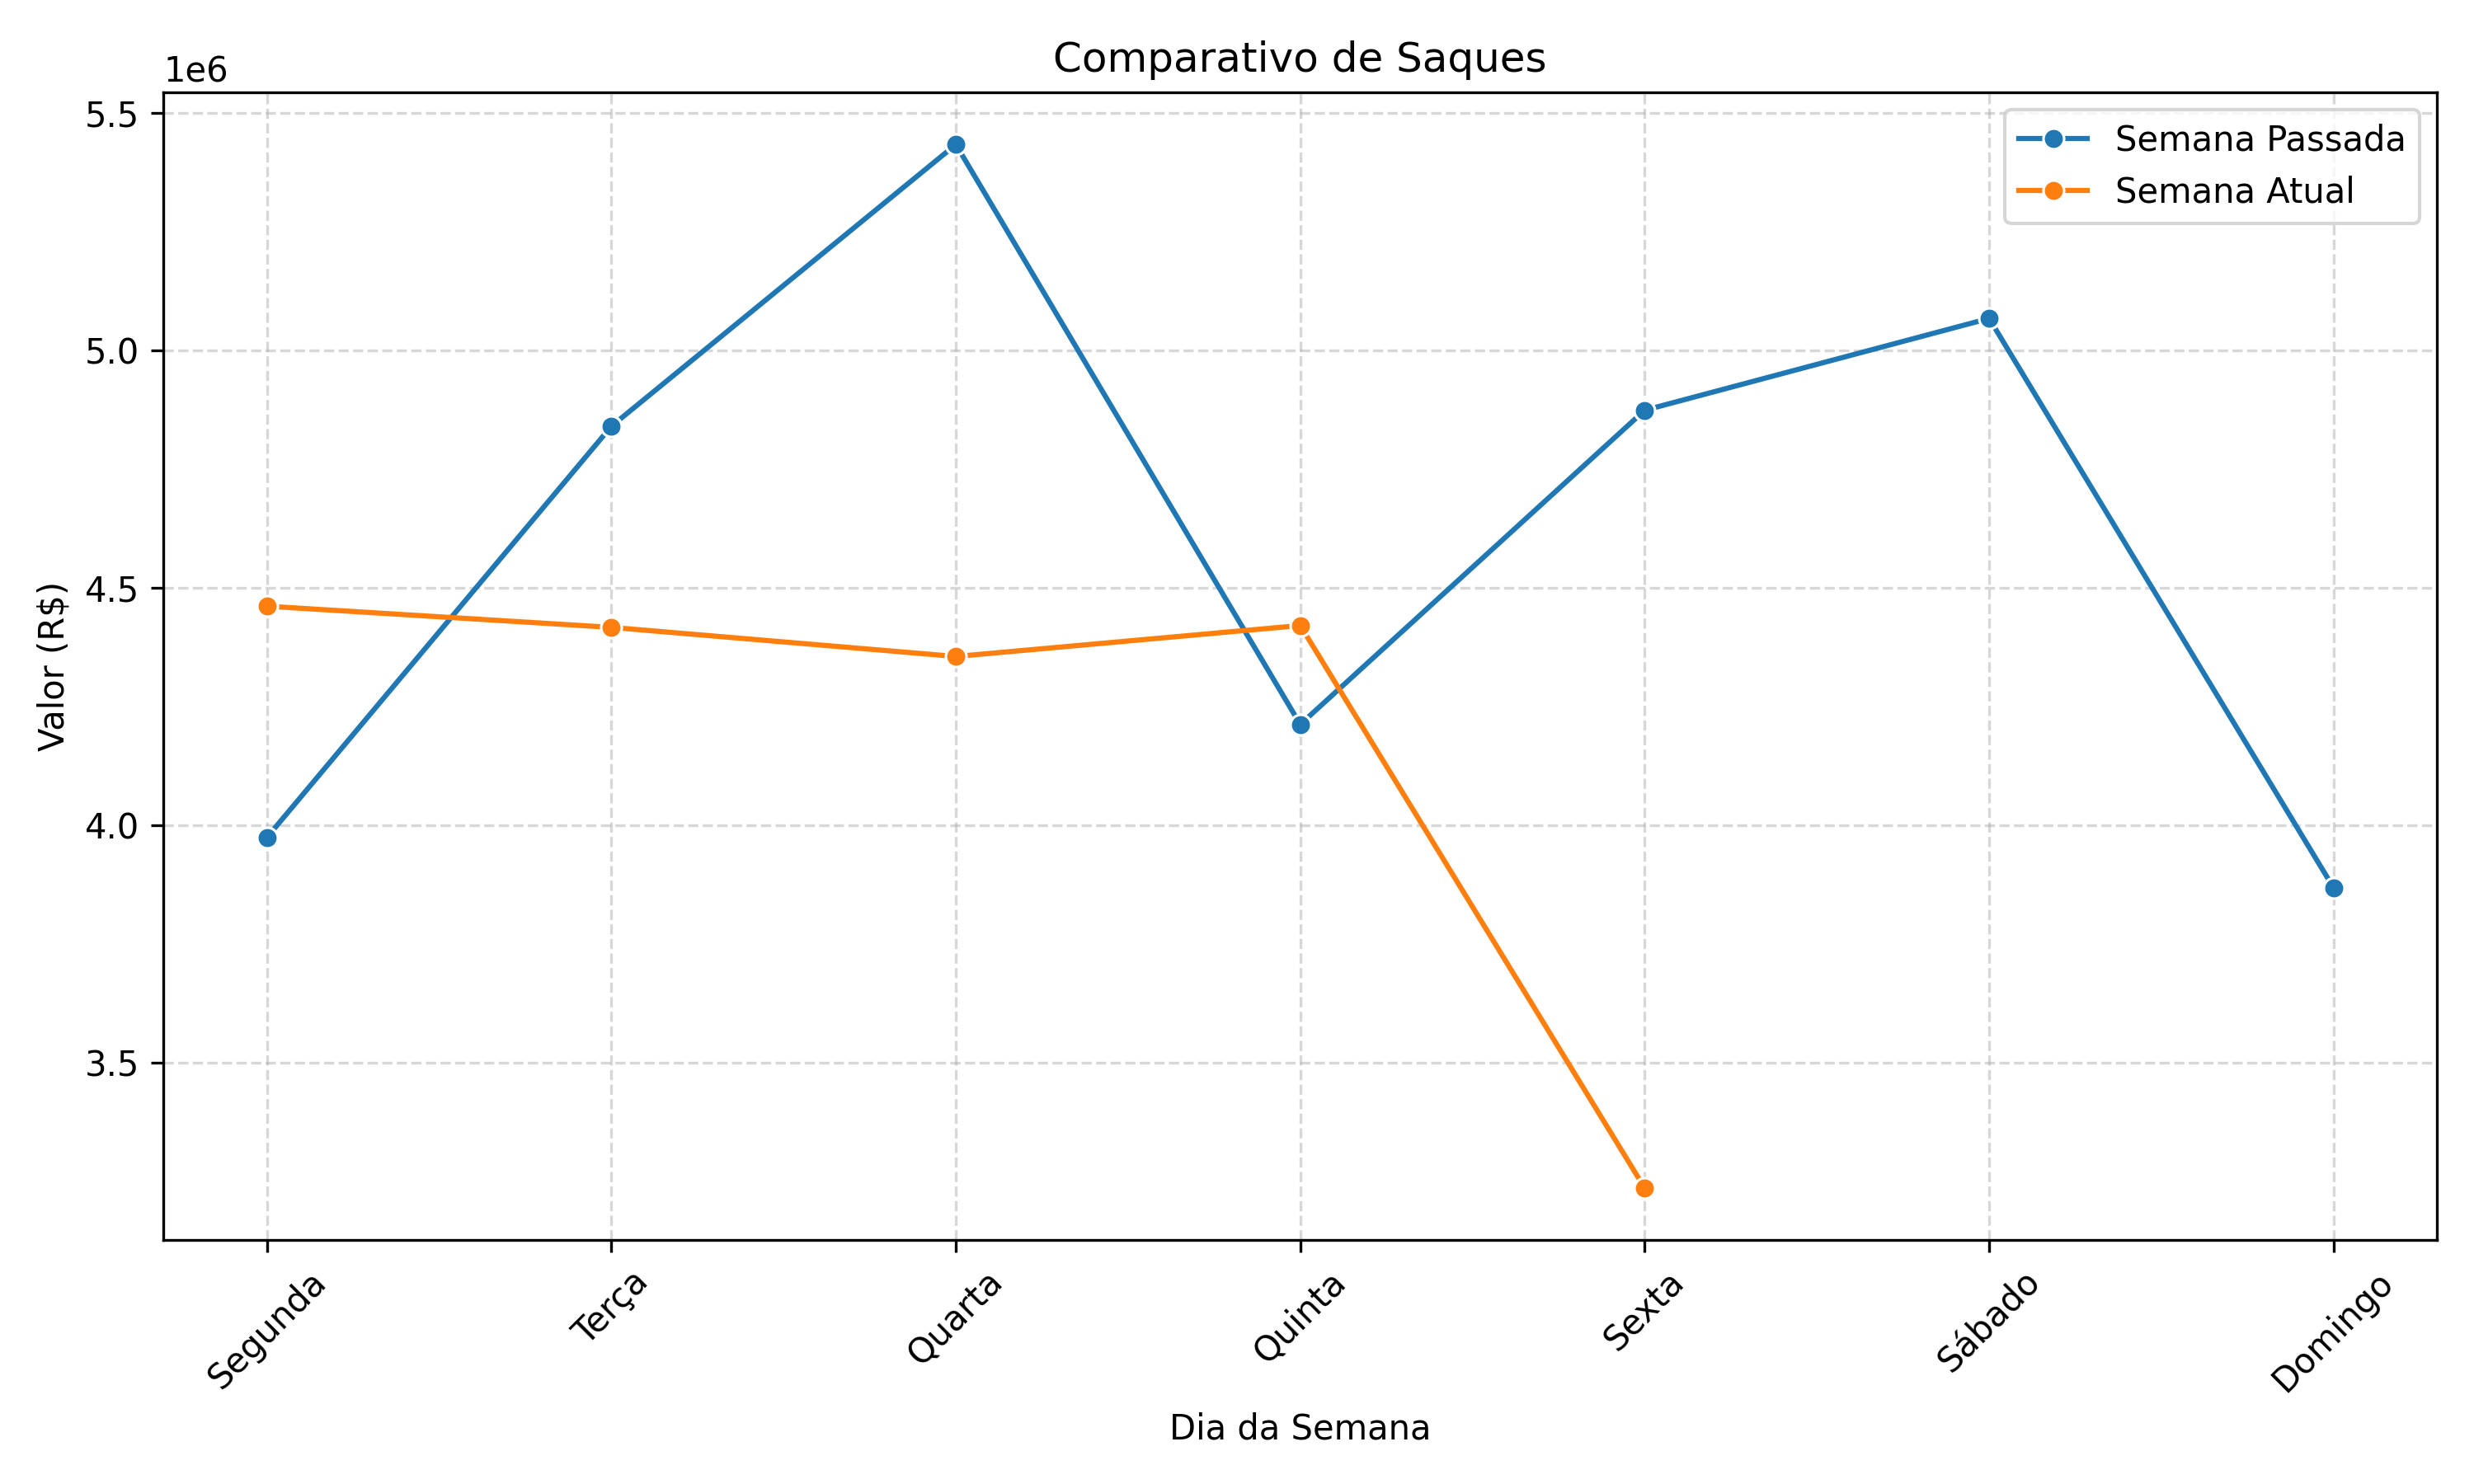 Comparativo de Saques
1e6
5.5
5.0
4.5
4.0
3.5
Valor (R$)
Semana Passada
Semana Atual
Segunda
Terça
Quarta
Quinta
Sexta
Sábado
Domingo
Dia da Semana